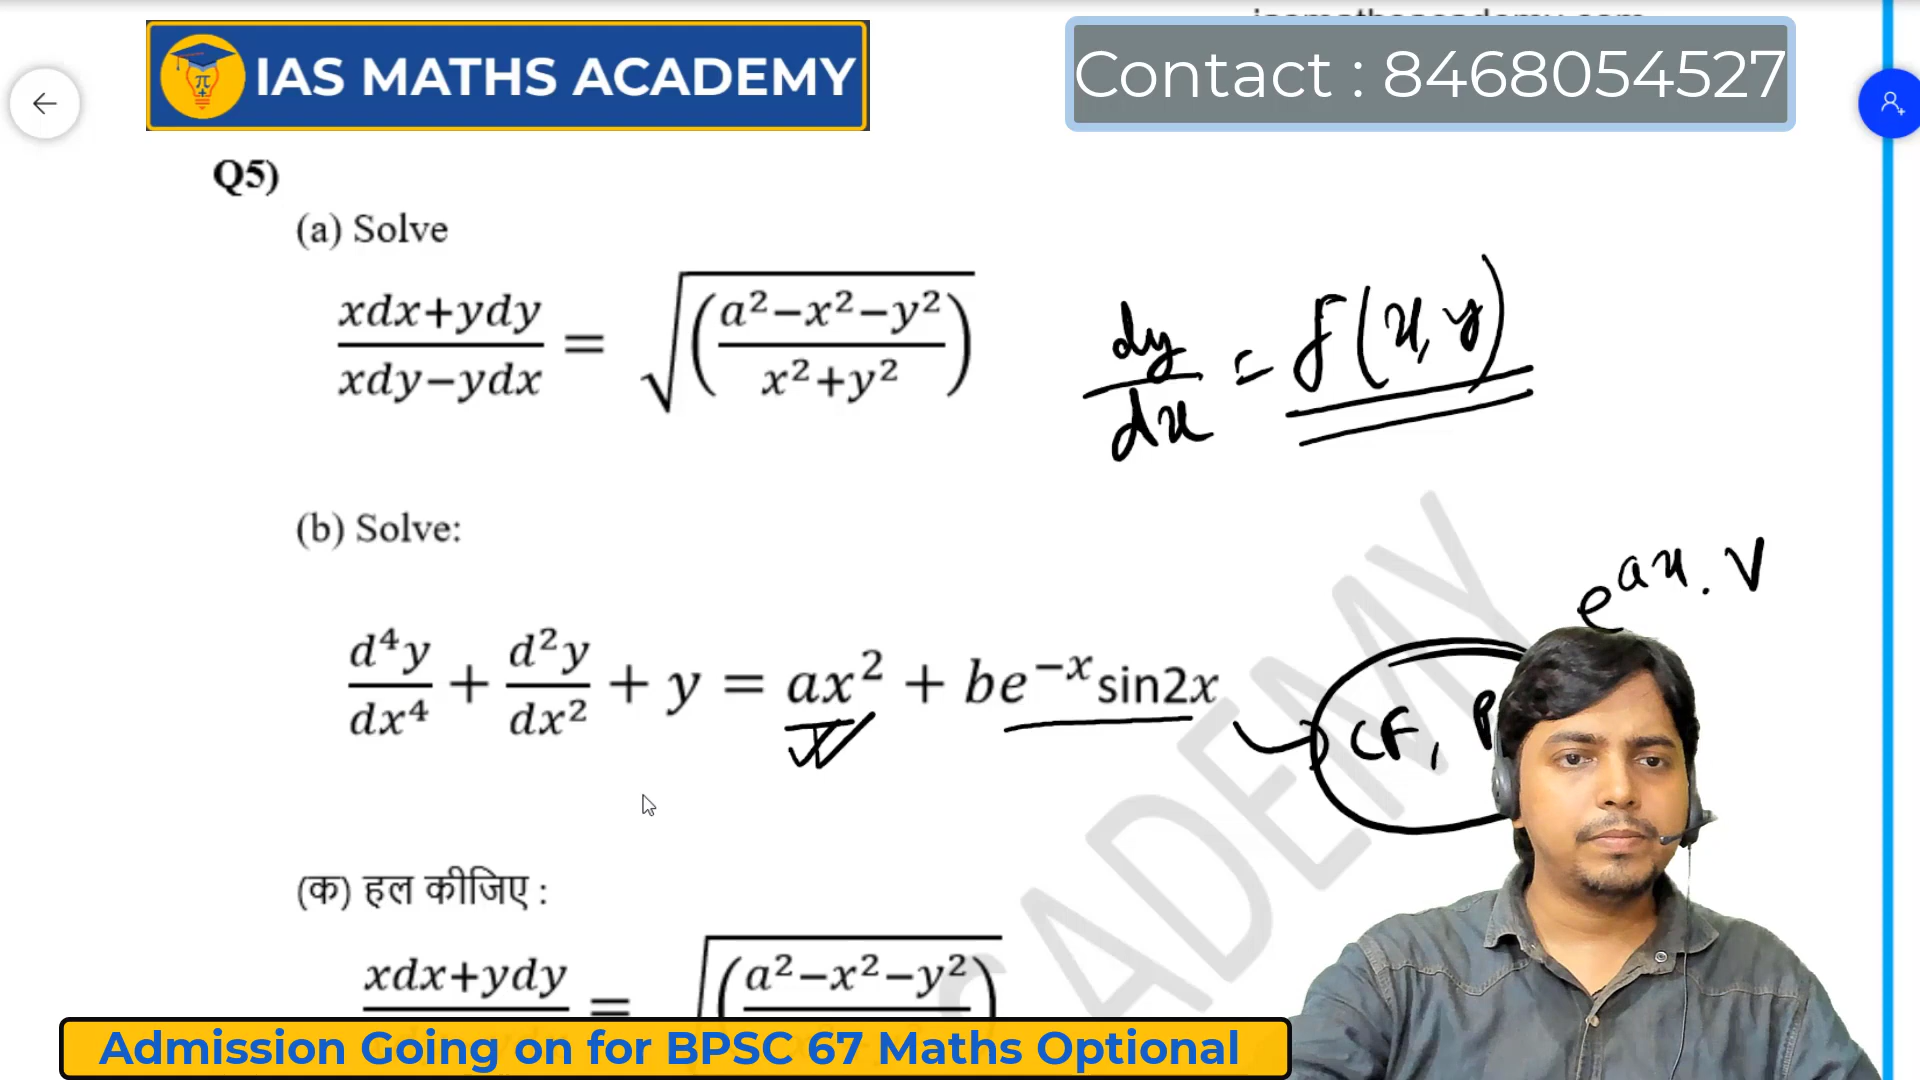 IAS MATHS ACADEMY
Contact : 8468054527
Q5)
(a) Solve
xdx+ydy / xdy−ydx = √((a²−x²−y²) / (x²+y²))
dy/dx = f(x, y)
(b) Solve:
e^ax . V
d⁴y/dx⁴ + d²y/dx² + y = ax² + be⁻ˣsin2x
CF, P
(क) हल कीजिए :
xdx+ydy = √(a²−x²−y²)
ADEMY
Admission Going on for BPSC 67 Maths Optional